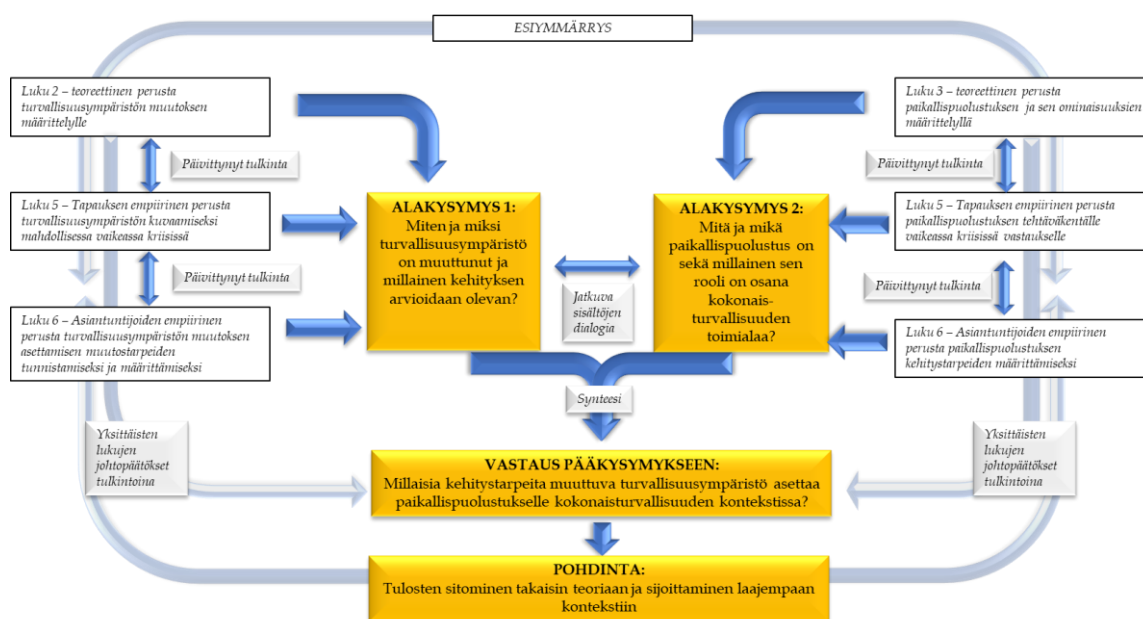 ESIYMMÄRRYS
Luku 2 – teoreettinen perusta
turvallisuusympäristön muutoksen
määrittelylle
Päivittynyt tulkinta
Luku 5 – Tapauksen empiirinen perusta
turvallisuusympäristön kuvaamiseksi
mahdollisessa vaikeassa kriisissä
Päivittynyt tulkinta
Luku 6 – Asiantuntijoiden empiirinen
perusta turvallisuusympäristön muutoksen
asettamisen muutostarpeiden
tunnistamiseksi ja määrittämiseksi
Yksittäisten
lukujen
johtopäätökset
tulkintoina
ALAKYSYMYS 1:
Miten ja miksi
turvallisuusympäristö
on muuttunut ja
millainen kehityksen
arvioidaan olevan?
Jatkuva
sisältöjen
dialogia
ALAKYSYMYS 2:
Mitä ja mikä
paikallispuolustus on
sekä millainen sen
rooli on osana
kokonais-
turvallisuuden
toimialaa?
Luku 3 – teoreettinen perusta
paikallispuolustuksen ja sen ominaisuuksien
määrittelyllä
Päivittynyt tulkinta
Luku 5 – Tapauksen empiirinen perusta
paikallispuolustuksen tehtäväkentälle
vaikeassa kriisissä vastaukselle
Päivittynyt tulkinta
Luku 6 – Asiantuntijoiden empiirinen
perusta paikallispuolustuksen
kehitystarpeiden määrittämiseksi
Yksittäisten
lukujen
johtopäätökset
tulkintoina
Synteesi
VASTAUS PÄÄKYSYMYKSEEN:
Millaisia kehitystarpeita muuttuva turvallisuusympäristö asettaa
paikallispuolustukselle kokonaisturvallisuuden kontekstissa?
POHDINTA:
Tulosten sitominen takaisin teoriaan ja sijoittaminen laajempaan
kontekstiin